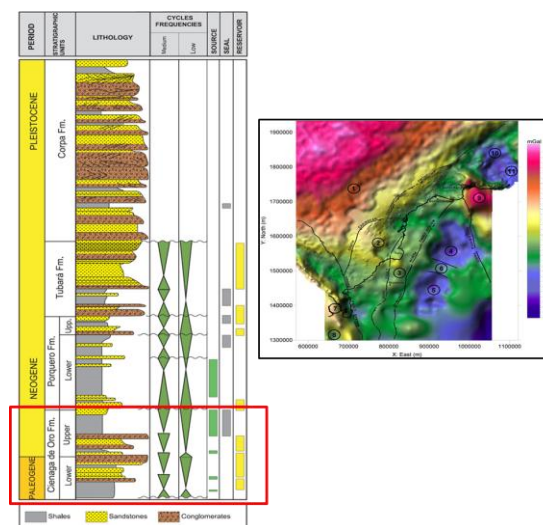 PERIOD
STRATIGRAPHIC UNITS
LITHOLOGY
CYCLES FREQUENCIES
Medium
Low
SOURCE
SEAL
RESERVOIR
PLEISTOCENE
NEOGENE
PALEOGENE
Corpa Fm.
Tubará Fm.
Porquero Fm.
Upp.
Lower
Cienaga de Oro Fm.
Upper
Lower
Shales
Sandstones
Conglomerates
1900000
1800000
1700000
1600000
1500000
1400000
1300000
Y: North (m)
600000 700000 800000 900000 1000000 1100000
X: East (m)
mGal